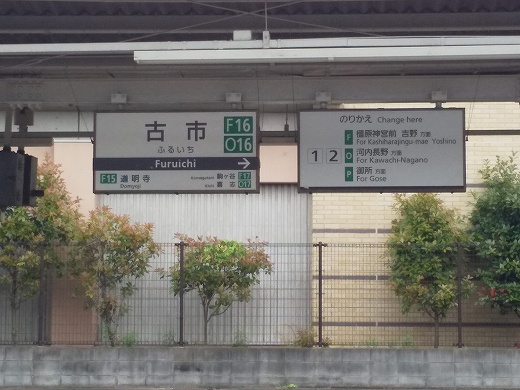 古市
F16
O16
ふるいち
Furuichi
F15 道明寺
Domyoji
駒ヶ谷 F17
Komagatani
喜志 O17
Kishi
のりかえ Change here
1 2
F 橿原神宮前 吉野 方面
For Kashiharajingu-mae Yoshino
O 河内長野 方面
For Kawachi-Nagano
P 御所 方面
For Gose